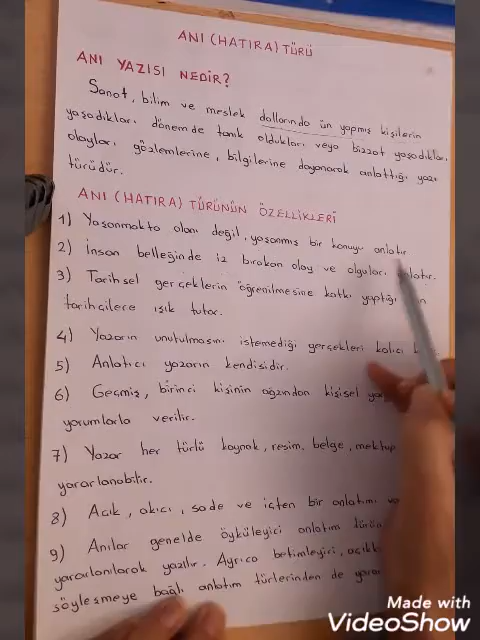 ANI (HATIRA) TÜRÜ
ANI YAZISI NEDİR?
Sanat, bilim ve meslek dallarında ün yapmış kişilerin
yaşadıkları dönemde tanık oldukları veya bizzat yaşadıkları
olayları, gözlemlerine, bilgilerine dayanarak anlattığı yazı
türüdür.
ANI (HATIRA) TÜRÜNÜN ÖZELLİKLERİ
1) Yaşanmakta olanı değil, yaşanmış bir konuyu anlatır
2) İnsan belleğinde iz bırakan olay ve olguları anlatır.
3) Tarihsel gerçeklerin öğrenilmesine katkı yaptığı
tarihçilere ışık tutar.
4) Yazarın unutulmasını istemediği gerçekleri kalıcı
5) Anlatıcı yazarın kendisidir.
6) Geçmiş, birinci kişinin ağzından kişisel
yorumlarla verilir.
7) Yazar her türlü kaynak, resim, belge, mektup
yararlanabilir.
8) Açık, akıcı, sade ve içten bir anlatımı
9) Anılar genelde öyküleyici anlatım
yararlanılarak yazılır. Ayrıca betimleyici,
söyleşmeye bağlı anlatım türlerinden de
Made with
VideoShow